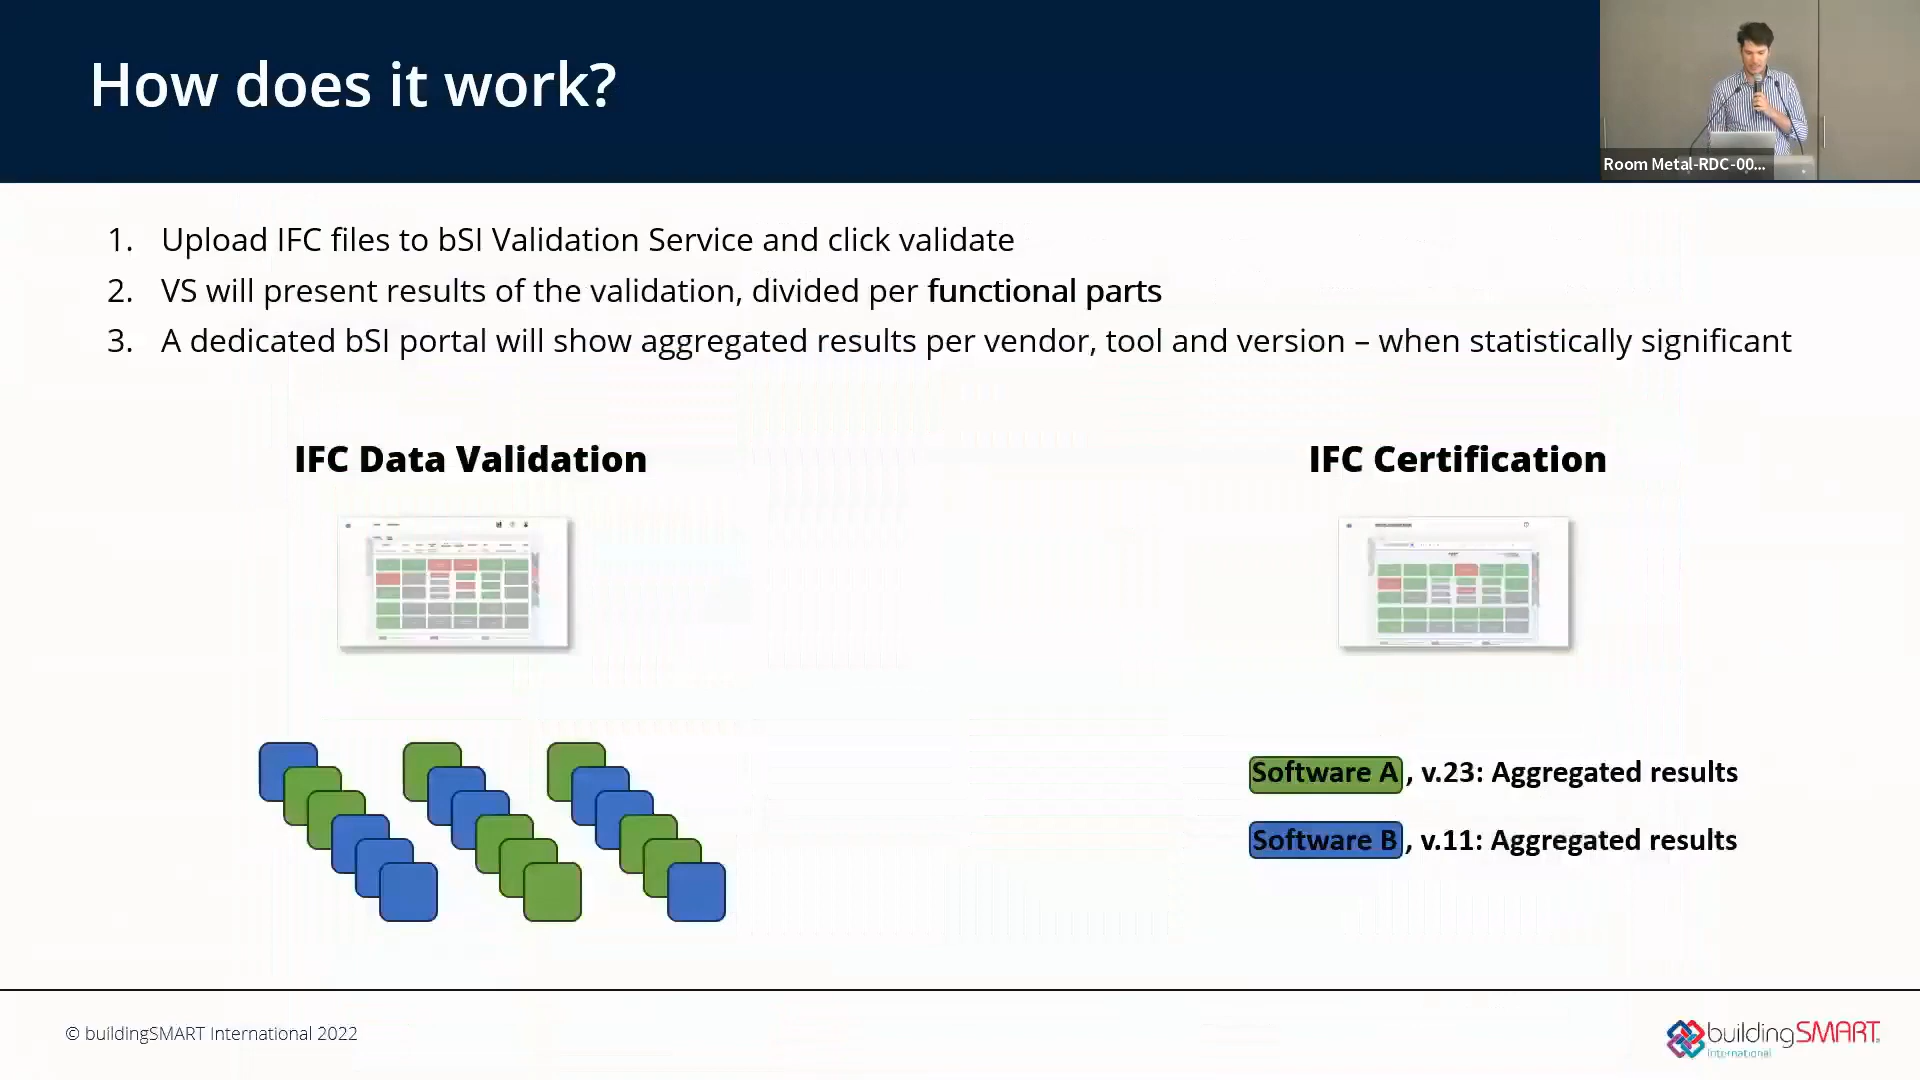 How does it work?
Room Metal-RDC-00...
1. Upload IFC files to bSI Validation Service and click validate
2. VS will present results of the validation, divided per functional parts
3. A dedicated bSI portal will show aggregated results per vendor, tool and version – when statistically significant
IFC Data Validation
IFC Certification
Software A, v.23: Aggregated results
Software B, v.11: Aggregated results
© buildingSMART International 2022
buildingSMART
International